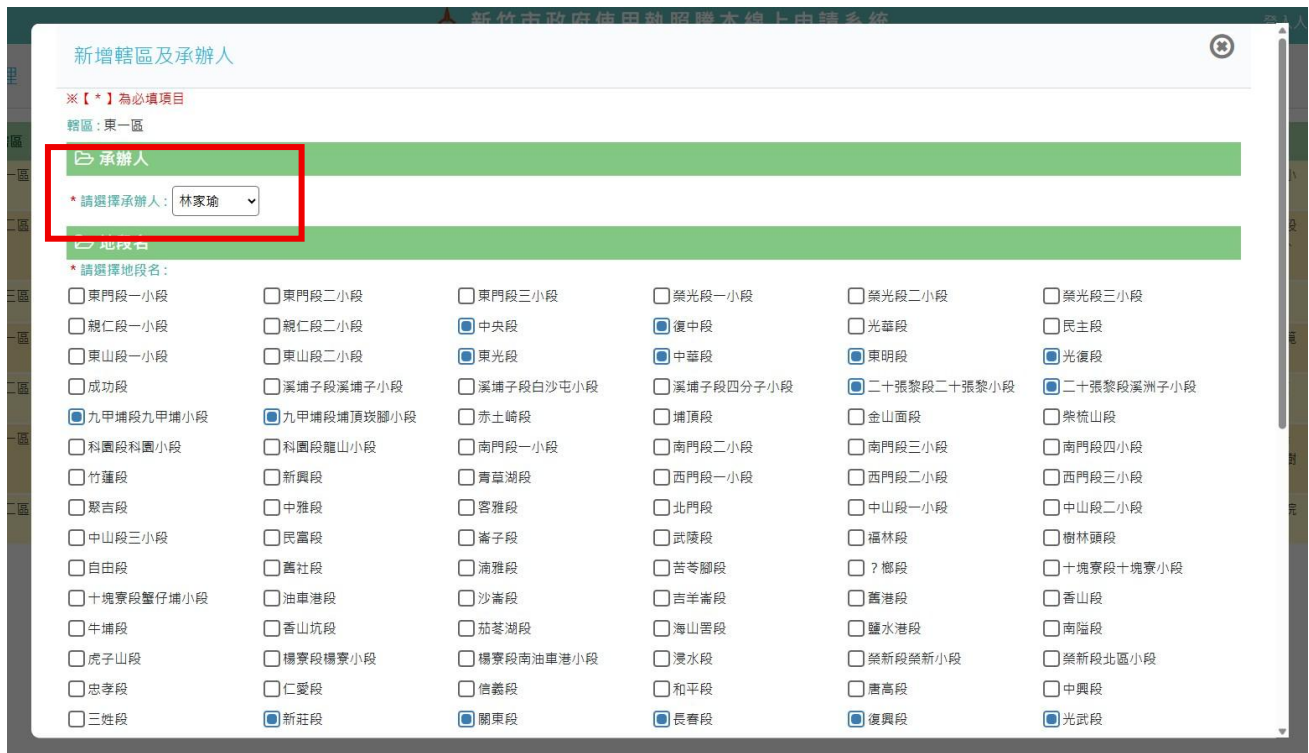 新竹市政府使用執照謄本線上申請系統
新增轄區及承辦人
※【*】為必填項目
轄區 : 東一區
承辦人
* 請選擇承辦人 : 林家瑜
地段名
* 請選擇地段名 :
東門段一小段 東門段二小段 東門段三小段 榮光段一小段 榮光段二小段 榮光段三小段
親仁段一小段 親仁段二小段 中央段 復中段 光華段 民主段
東山段一小段 東山段二小段 東光段 中華段 東明段 光復段
成功段 溪埔子段溪埔子小段 溪埔子段白沙屯小段 溪埔子段四分子小段 二十張犂段二十張犂小段 二十張犂段溪洲子小段
九甲埔段九甲埔小段 九甲埔段埔頂崁腳小段 赤土崎段 埔頂段 金山面段 柴梳山段
科園段科園小段 科園段龍山小段 南門段一小段 南門段二小段 南門段三小段 南門段四小段
竹蓮段 新興段 青草湖段 西門段一小段 西門段二小段 西門段三小段
聚吉段 中雅段 客雅段 北門段 中山段一小段 中山段二小段
中山段三小段 民富段 崙子段 武陵段 福林段 樹林頭段
自由段 舊社段 湳雅段 苦苓腳段 ？榔段 十塊寮段十塊寮小段
十塊寮段蟹仔埔小段 油車港段 沙崙段 吉羊崙段 舊港段 香山段
牛埔段 香山坑段 茄苳湖段 海山罟段 鹽水港段 南隘段
虎子山段 楊寮段楊寮小段 楊寮段南油車港小段 浸水段 榮新段榮新小段 榮新段北區小段
忠孝段 仁愛段 信義段 和平段 唐高段 中興段
三姓段 新莊段 關東段 長春段 復興段 光武段